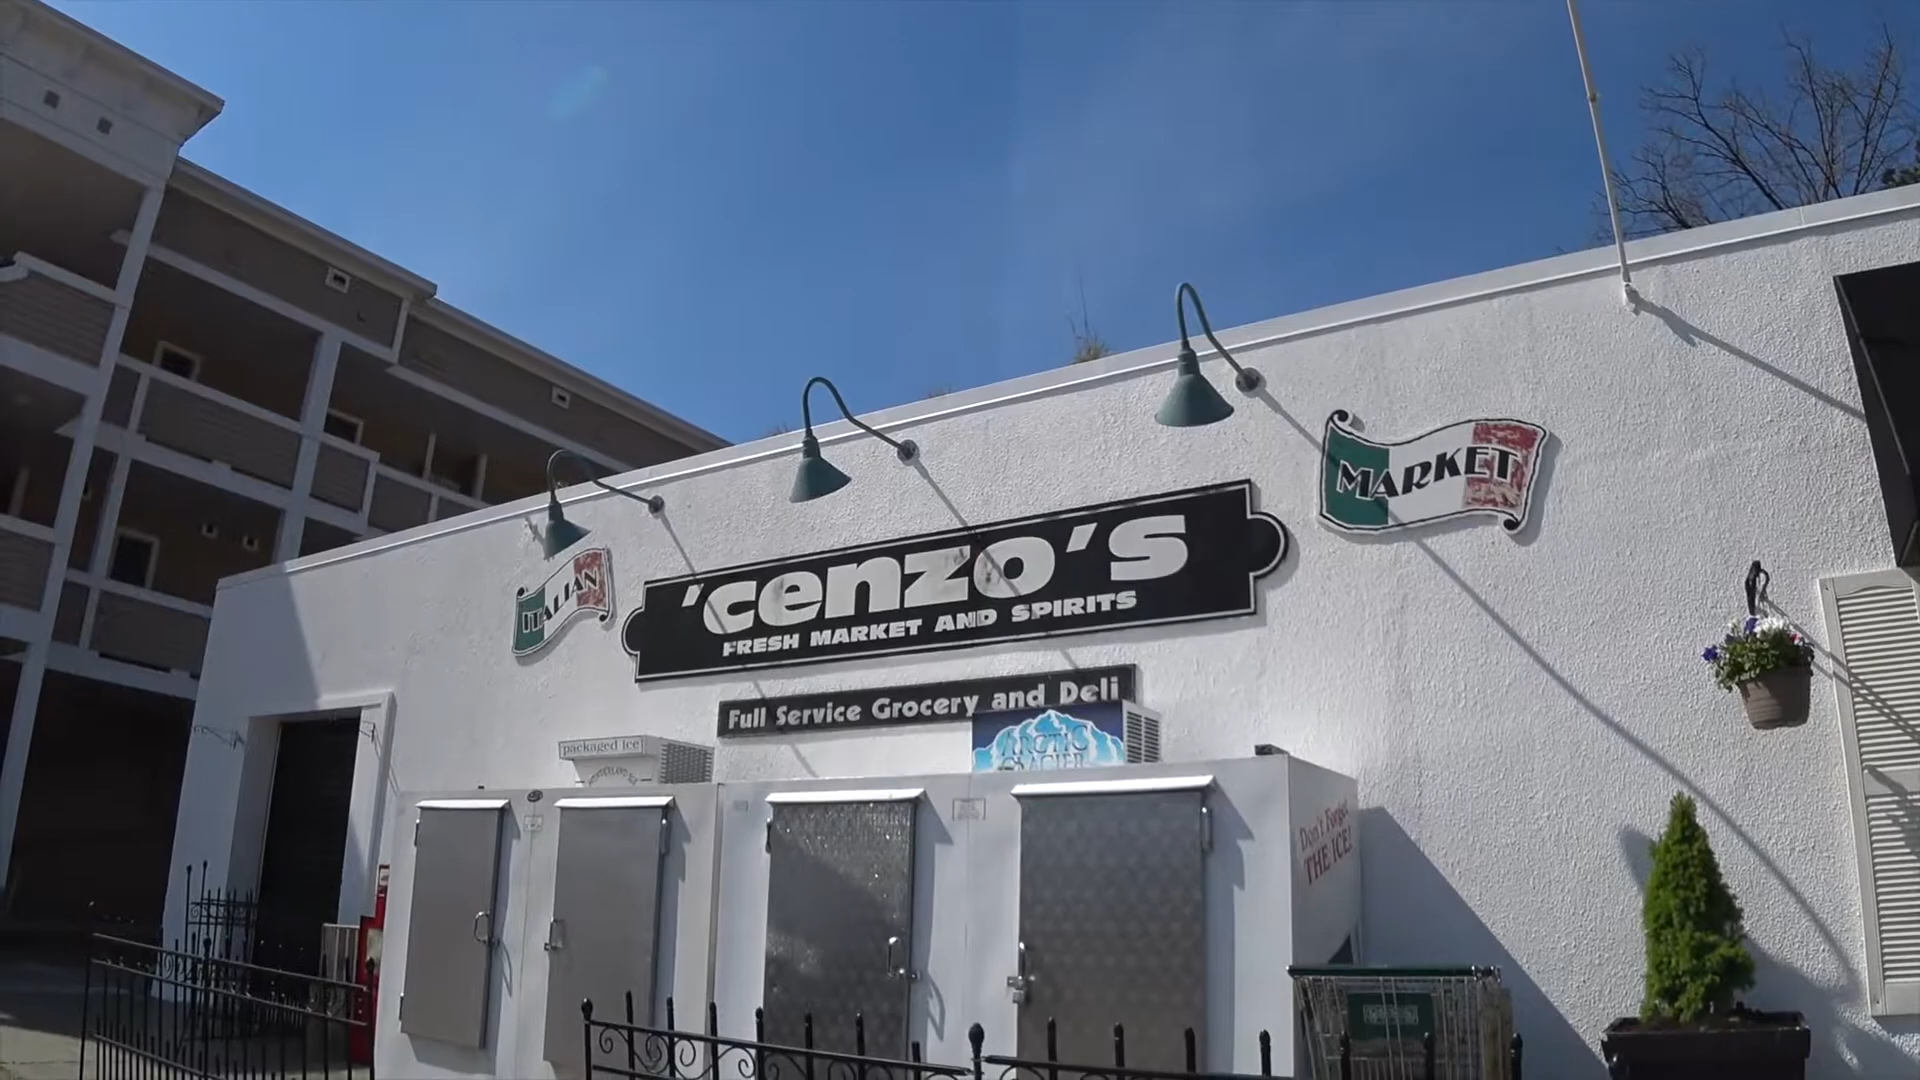 ITALIAN
MARKET
'cenzo's
FRESH MARKET AND SPIRITS
Full Service Grocery and Deli
packaged Ice
ARCTIC
GLACIER
Don't Forget
THE ICE!